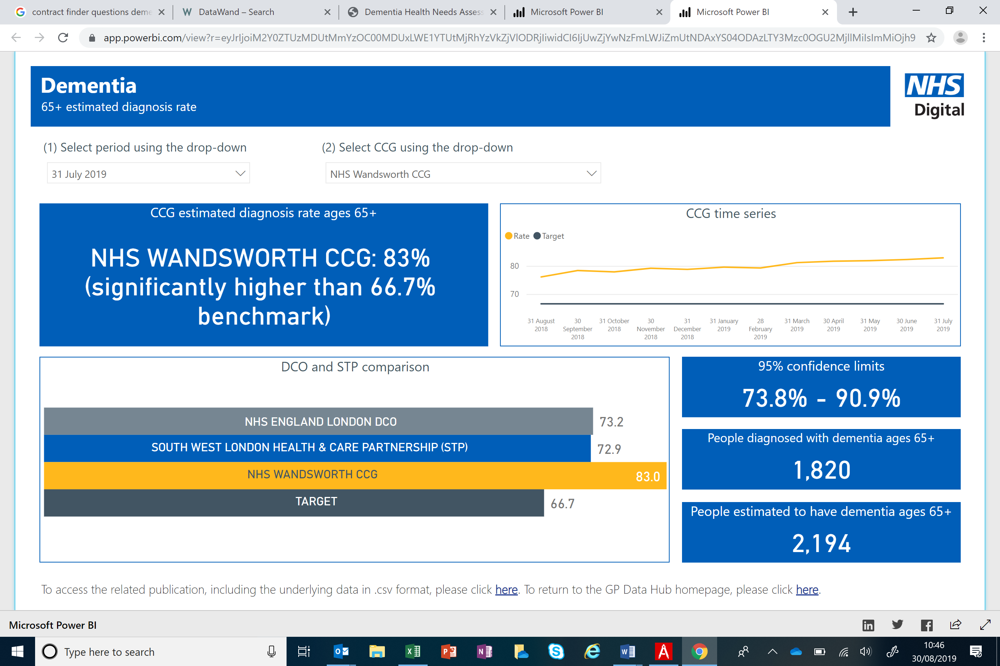 contract finder questions deme
DataWand – Search
Dementia Health Needs Assess
Microsoft Power BI
Microsoft Power BI
app.powerbi.com/view?r=eyJrIjoiM2Y0ZTUzMDUtMmYzOC00MDUxLWE1YTUtMjRhYzVkZjVlODRjIiwidCI6IjUwZjYwNzFmLWJiZmUtNDAxYS04ODAzLTY3Mzc0OGU2MjllMiIsImMiOjh9
Dementia
65+ estimated diagnosis rate
NHS
Digital
(1) Select period using the drop-down
(2) Select CCG using the drop-down
31 July 2019
NHS Wandsworth CCG
CCG estimated diagnosis rate ages 65+
NHS WANDSWORTH CCG: 83%
(significantly higher than 66.7%
benchmark)
CCG time series
Rate Target
80
70
31 August 2018
30 September 2018
31 October 2018
30 November 2018
31 December 2018
31 January 2019
28 February 2019
31 March 2019
30 April 2019
31 May 2019
30 June 2019
31 July 2019
DCO and STP comparison
NHS ENGLAND LONDON DCO 73.2
SOUTH WEST LONDON HEALTH & CARE PARTNERSHIP (STP) 72.9
NHS WANDSWORTH CCG 83.0
TARGET 66.7
95% confidence limits
73.8% - 90.9%
People diagnosed with dementia ages 65+
1,820
People estimated to have dementia ages 65+
2,194
To access the related publication, including the underlying data in .csv format, please click here. To return to the GP Data Hub homepage, please click here.
Microsoft Power BI
Type here to search
10:46
30/08/2019